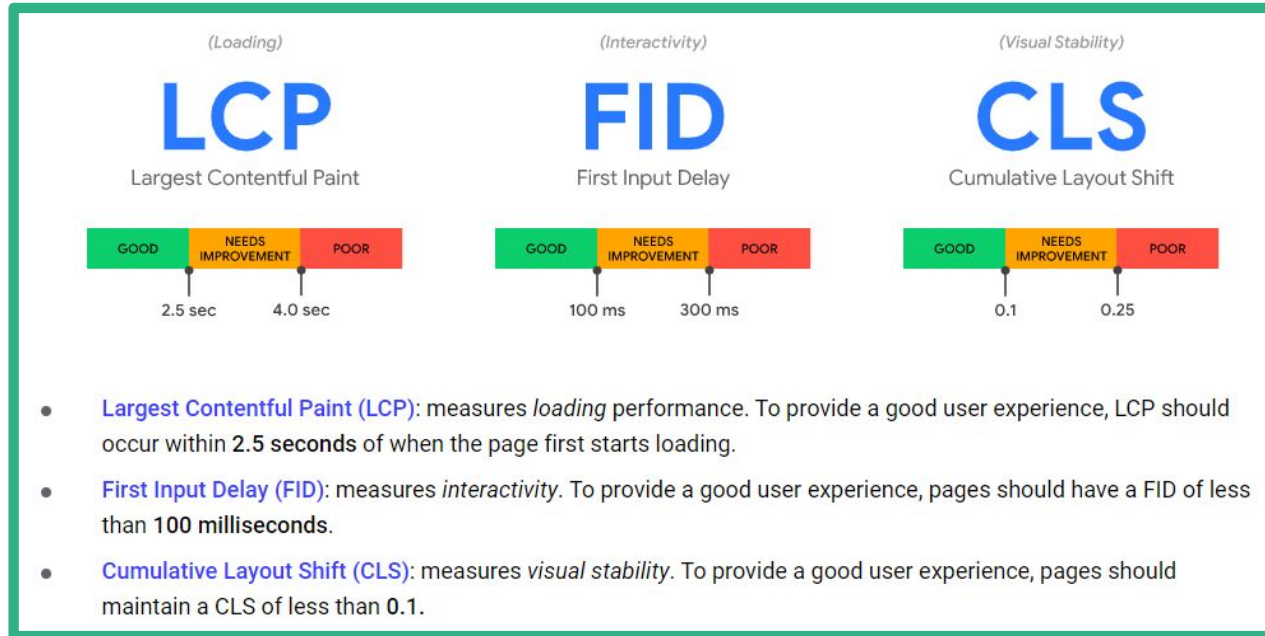 (Loading)
(Interactivity)
(Visual Stability)
LCP
FID
CLS
Largest Contentful Paint
First Input Delay
Cumulative Layout Shift
GOOD
NEEDS
IMPROVEMENT
POOR
GOOD
NEEDS
IMPROVEMENT
POOR
GOOD
NEEDS
IMPROVEMENT
POOR
2.5 sec
4.0 sec
100 ms
300 ms
0.1
0.25
• Largest Contentful Paint (LCP): measures loading performance. To provide a good user experience, LCP should
occur within 2.5 seconds of when the page first starts loading.
• First Input Delay (FID): measures interactivity. To provide a good user experience, pages should have a FID of less
than 100 milliseconds.
• Cumulative Layout Shift (CLS): measures visual stability. To provide a good user experience, pages should
maintain a CLS of less than 0.1.